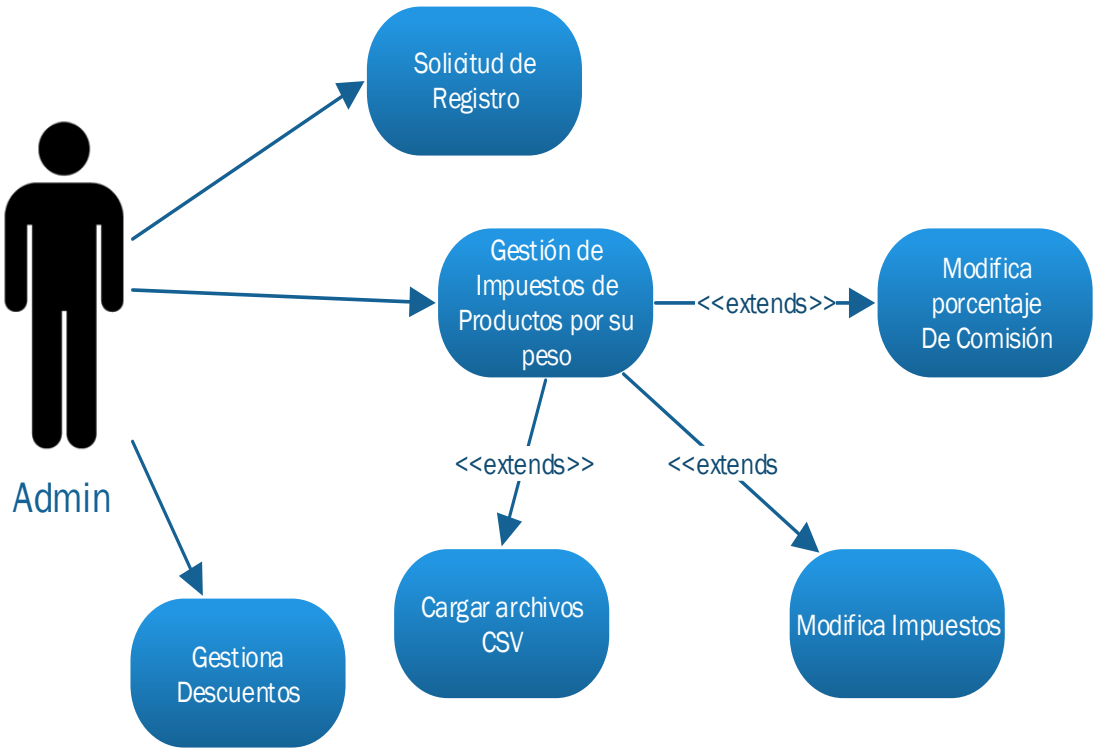 Solicitud de
Registro
Gestión de
Impuestos de
Productos por su
peso
<<extends>>
Modifica
porcentaje
De Comisión
<<extends>>
<<extends
Admin
Cargar archivos
CSV
Modifica Impuestos
Gestiona
Descuentos